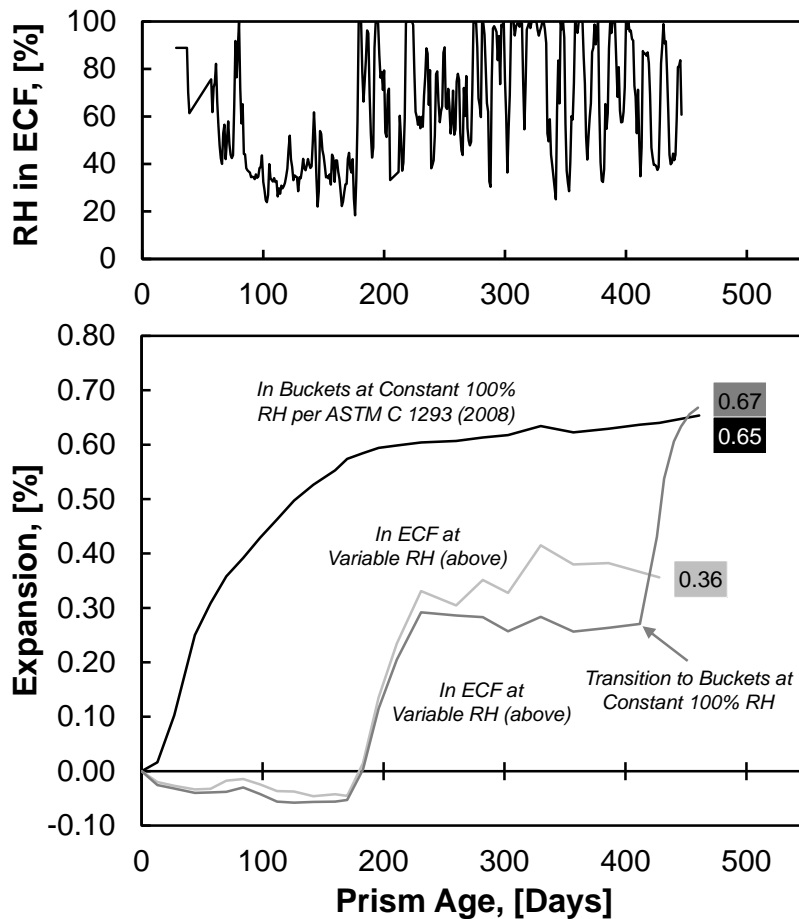 RH in ECF, [%]
100
80
60
40
20
0
0 100 200 300 400 500
Expansion, [%]
0.80
0.70
0.60
0.50
0.40
0.30
0.20
0.10
0.00
-0.10
In Buckets at Constant 100%
RH per ASTM C 1293 (2008)
0.67
0.65
In ECF at
Variable RH (above)
0.36
In ECF at
Variable RH (above)
Transition to Buckets at
Constant 100% RH
0 100 200 300 400 500
Prism Age, [Days]